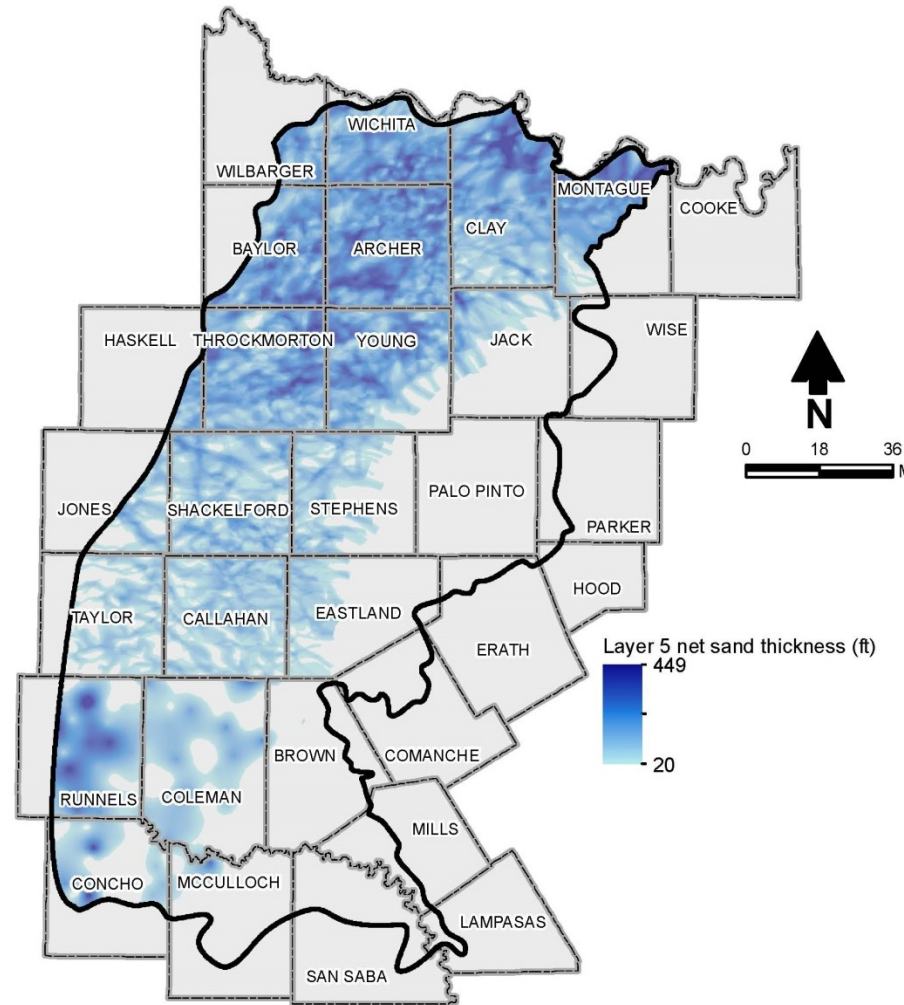 WICHITA
WILBARGER
MONTAGUE
COOKE
CLAY
BAYLOR
ARCHER
HASKELL
THROCKMORTON
YOUNG
JACK
WISE
N
0 18 36
M
JONES
SHACKELFORD
STEPHENS
PALO PINTO
PARKER
HOOD
TAYLOR
CALLAHAN
EASTLAND
ERATH
Layer 5 net sand thickness (ft)
449
20
BROWN
COMANCHE
RUNNELS
COLEMAN
MILLS
CONCHO
MCCULLOCH
LAMPASAS
SAN SABA